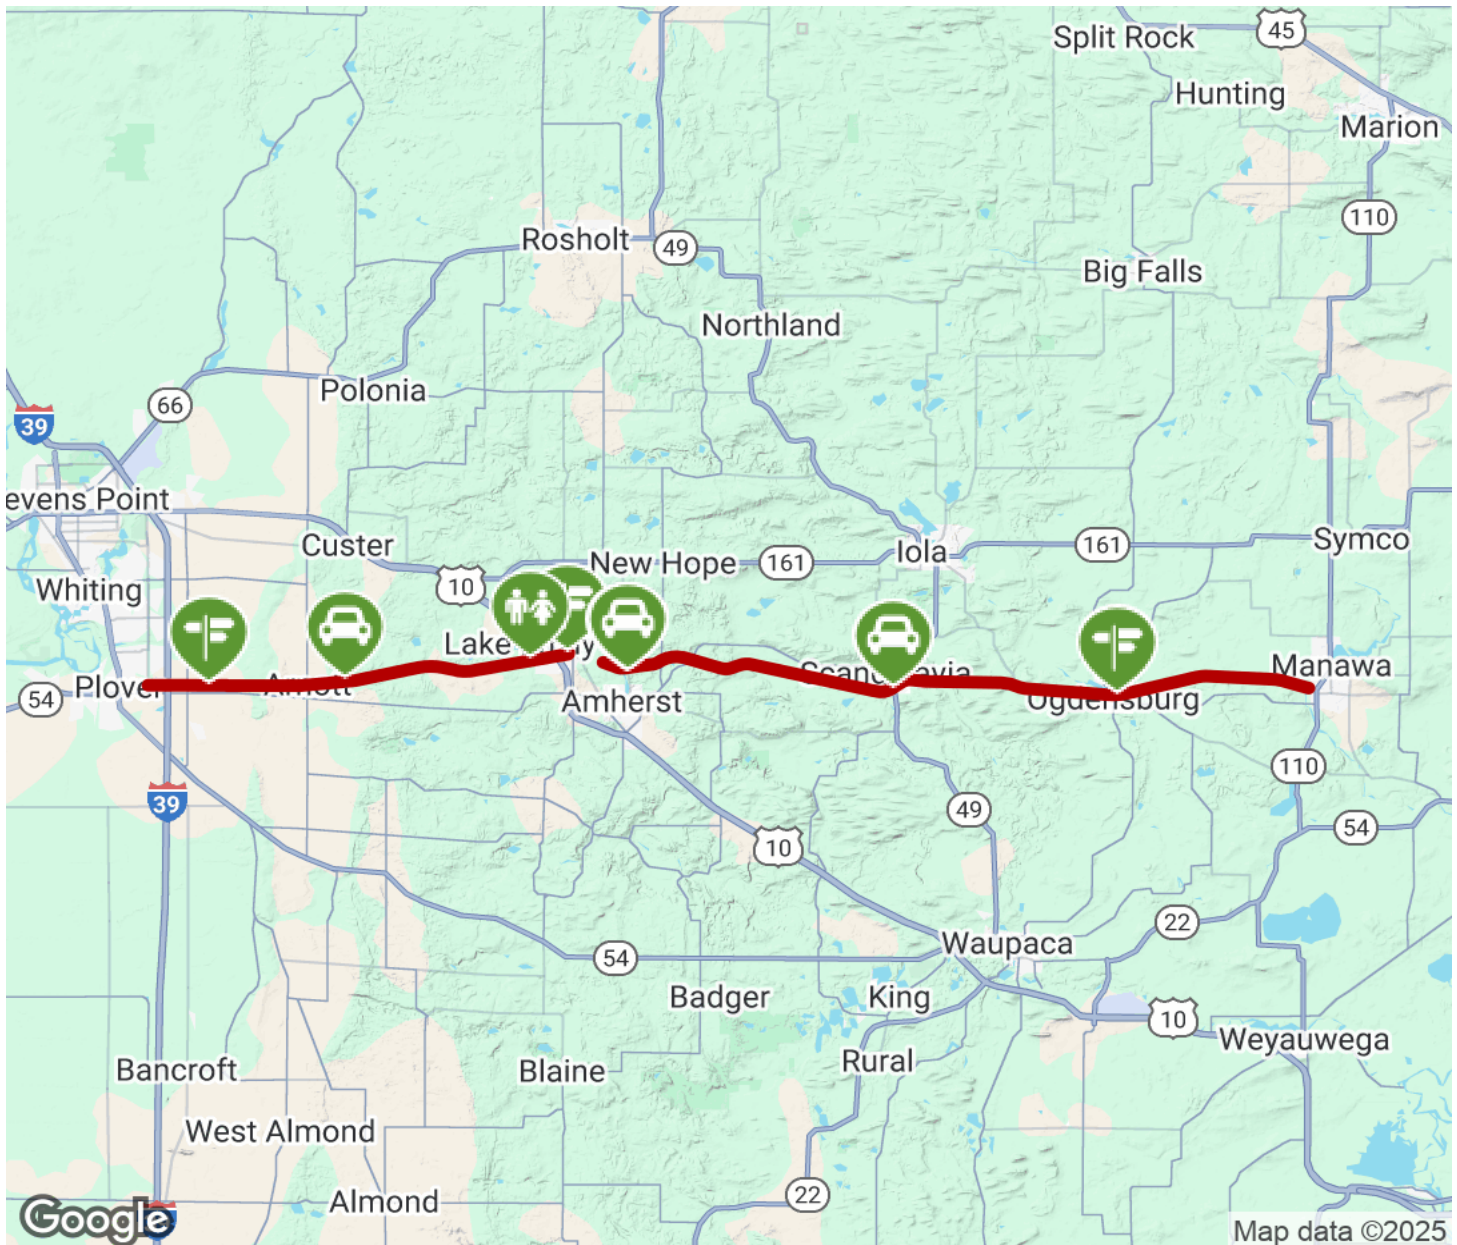 Split Rock
45
Hunting
Marion
110
Rosholt
49
Big Falls
Northland
Polonia
66
39
evens Point
Custer
Iola
161
Symco
New Hope
161
10
Whiting
Lake
Manawa
Plover
54
Amherst
Ogdensburg
110
39
49
54
10
22
Waupaca
54
Badger
King
10
Weyauwega
Rural
Bancroft
Blaine
West Almond
Almond
22
Google
Map data ©2025